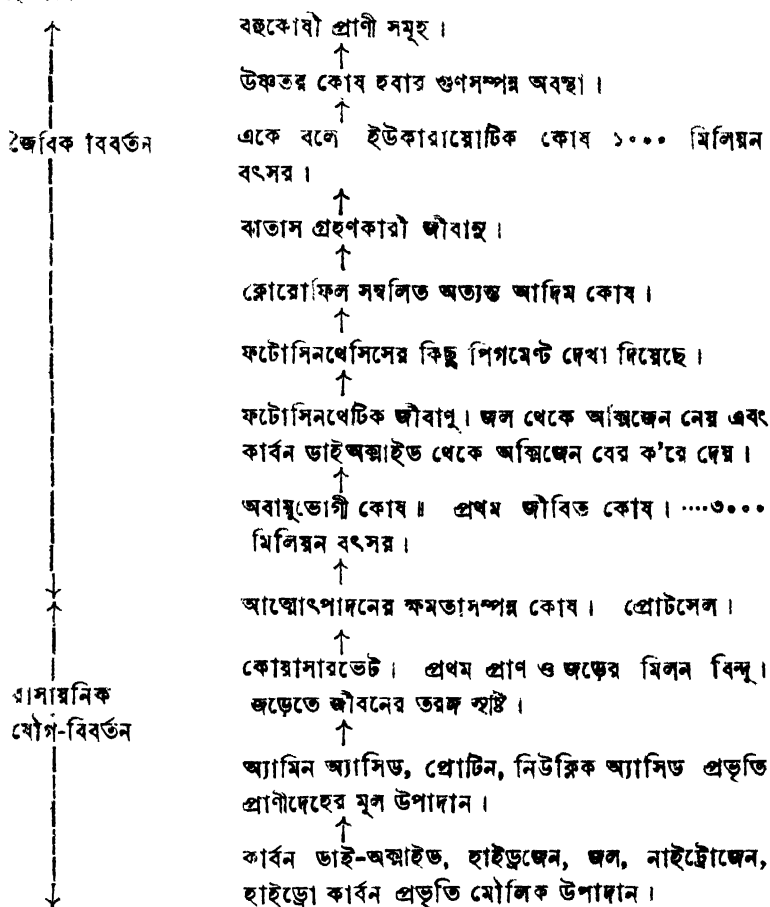 বহুকোষী প্রাণী সমূহ ।
উষ্ণতর কোষ হবার গুণসম্পন্ন অবস্থা ।
জৈবিক বিবর্তন
একে বলে ইউকারায়োটিক কোষ ১০০০ মিলিয়ন
বৎসর ।
বাতাস গ্রহণকারী জীবাণু ।
ক্লোরোফিল সম্বলিত অত্যন্ত আদিম কোষ ।
ফটোসিনথেসিসের কিছু পিগমেণ্ট দেখা দিয়েছে ।
ফটোসিনথেটিক জীবাণু । জল থেকে অক্সিজেন নেয় এবং
কার্বন ডাইঅক্সাইড থেকে অক্সিজেন বের ক'রে দেয় ।
অবায়ুভোগী কোষ ॥ প্রথম জীবিত কোষ । ....৩০০০
মিলিয়ন বৎসর ।
আত্মোৎপাদনের ক্ষমতাসম্পন্ন কোষ । প্রোটসেল ।
কোয়াসারভেট । প্রথম প্রাণ ও জড়ের মিলন বিন্দু ।
জড়েতে জীবনের তরঙ্গ সৃষ্টি ।
রাসায়নিক
যৌগ-বিবর্তন
অ্যামিন অ্যাসিড, প্রোটিন, নিউক্লিক অ্যাসিড প্রভৃতি
প্রাণীদেহের মূল উপাদান ।
কার্বন ডাই-অক্সাইড, হাইড্রজেন, জল, নাইট্রোজেন,
হাইড্রো কার্বন প্রভৃতি মৌলিক উপাদান ।